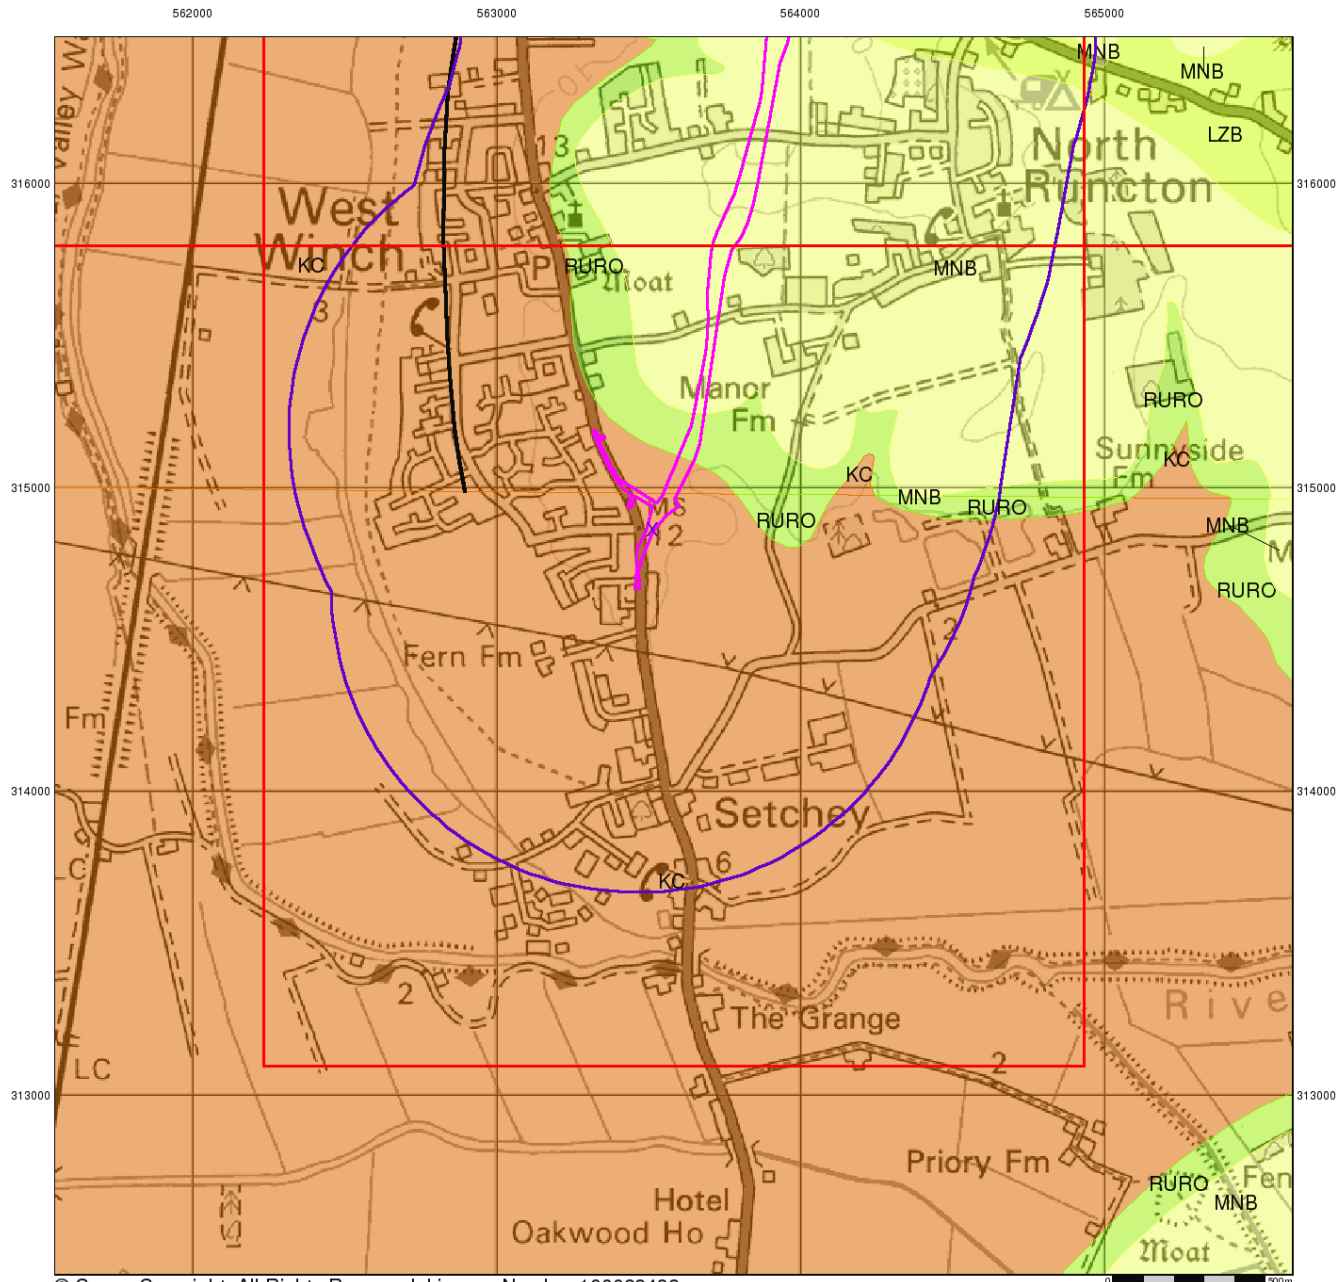 562000 563000 564000 565000
MNB
MNB
LZB
Valley
13
North
Runcton
316000 316000
West
Winch
KC
P
RURO
Moat
MNB
3
Manor
Fm
RURO
Sunnyside
Fm
KC
KC
315000 315000
MNB
RURO
MS
12
RURO
MNB
M
RURO
2
Fern Fm
Fm
314000 314000
Setchey
6
C
KC
2
Rive
The Grange
LC
2
313000 313000
Priory Fm
RURO
Fen
MNB
Hotel
Oakwood Ho
Moat
0 500m